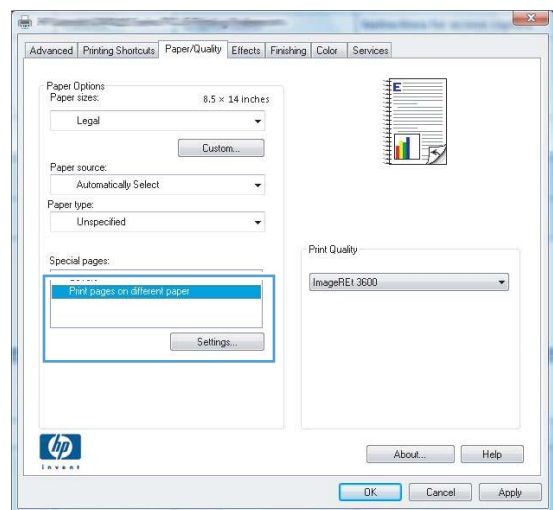 Advanced Printing Shortcuts Paper/Quality Effects Finishing Color Services
Paper Options
Paper sizes: 8.5 × 14 inches
Legal
Custom...
Paper source:
Automatically Select
Paper type:
Unspecified
Special pages:
Print pages on different paper
Settings...
E
Print Quality
ImageREt 3600
hp
invent
About... Help
OK Cancel Apply